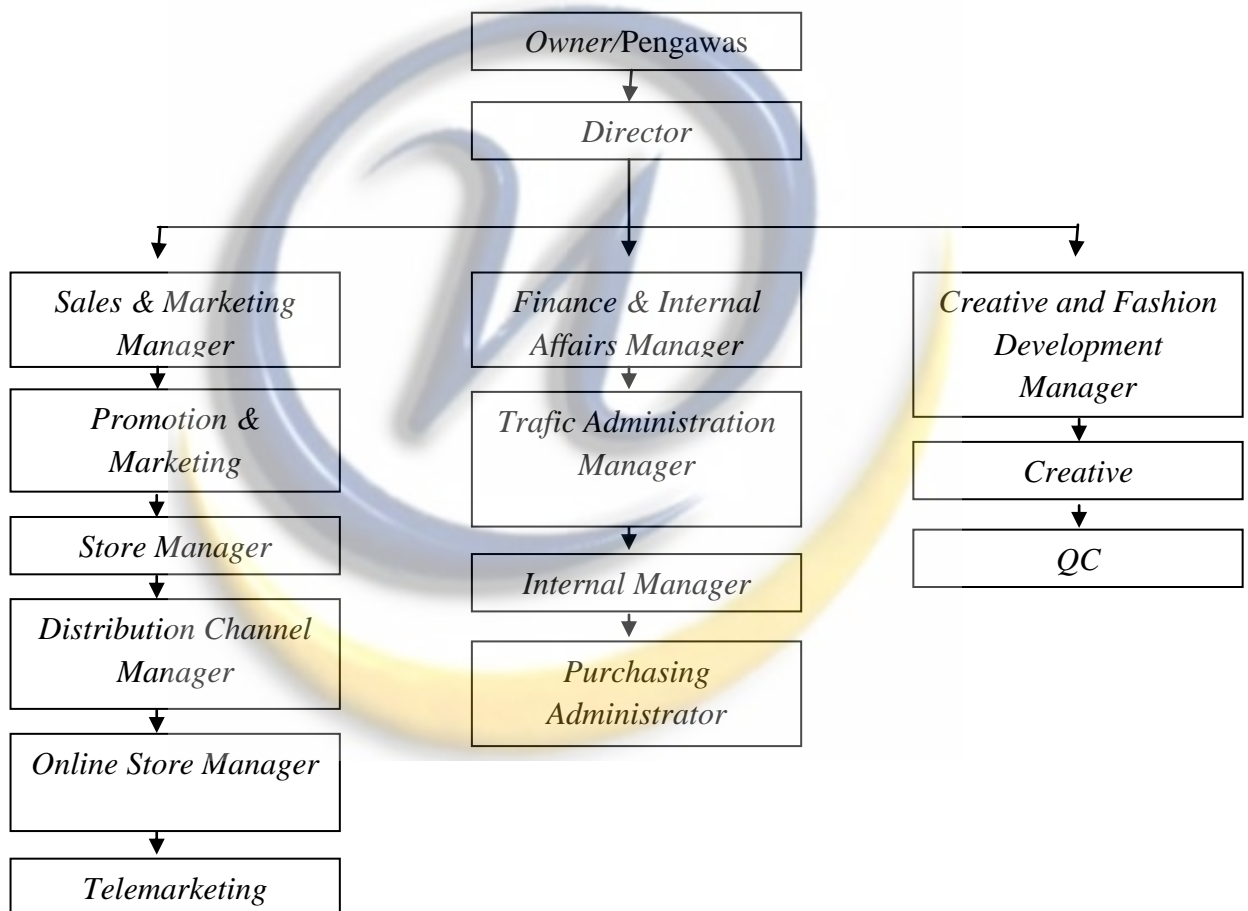 Owner/Pengawas
Director
Sales & Marketing
Manager
Promotion &
Marketing
Store Manager
Distribution Channel
Manager
Online Store Manager
Telemarketing
Finance & Internal
Affairs Manager
Trafic Administration
Manager
Internal Manager
Purchasing
Administrator
Creative and Fashion
Development
Manager
Creative
QC